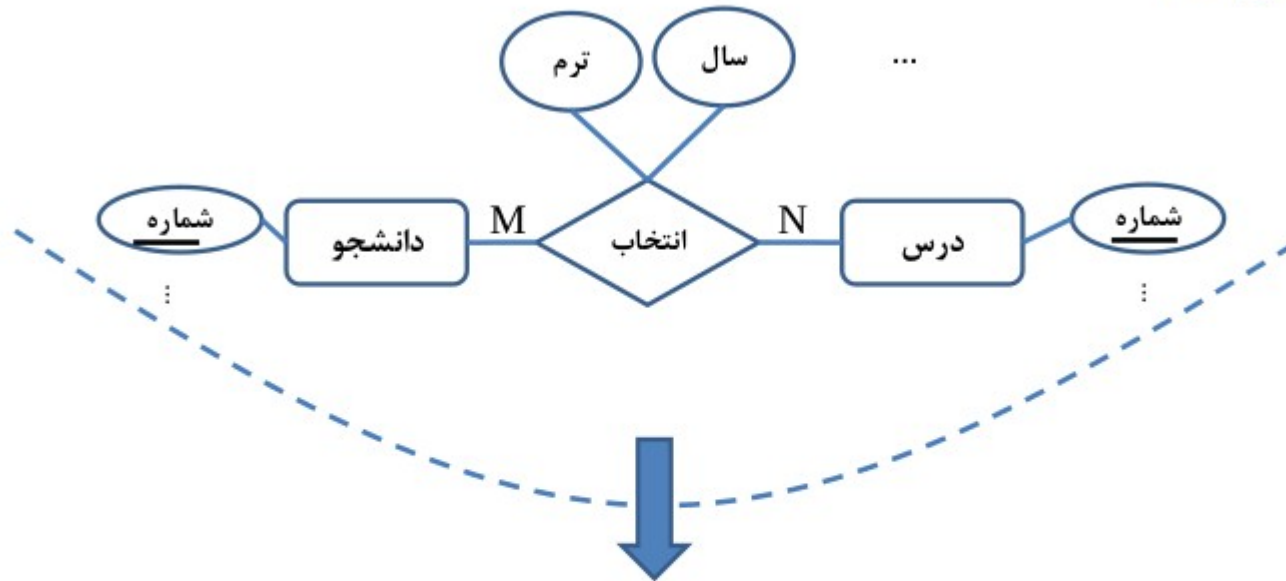 ترم سال ...
شماره دانشجو M انتخاب N درس شماره
⋮ ⋮